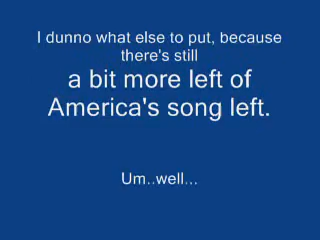 I dunno what else to put, because
there's still
a bit more left of
America's song left.
Um..well...